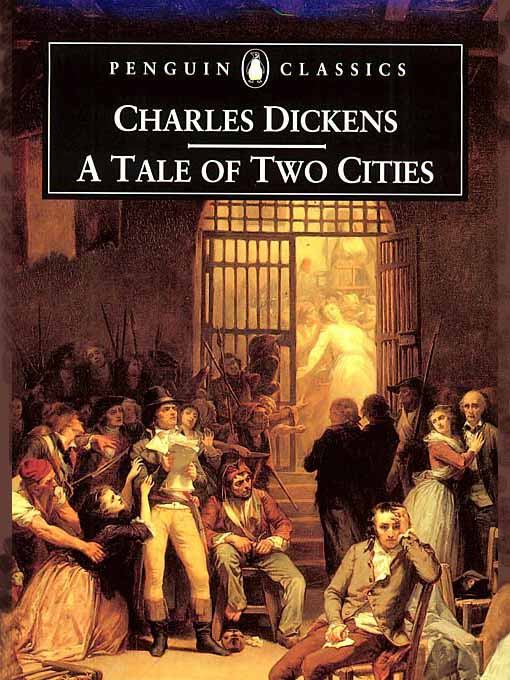 PENGUIN CLASSICS
CHARLES DICKENS
A TALE OF TWO CITIES